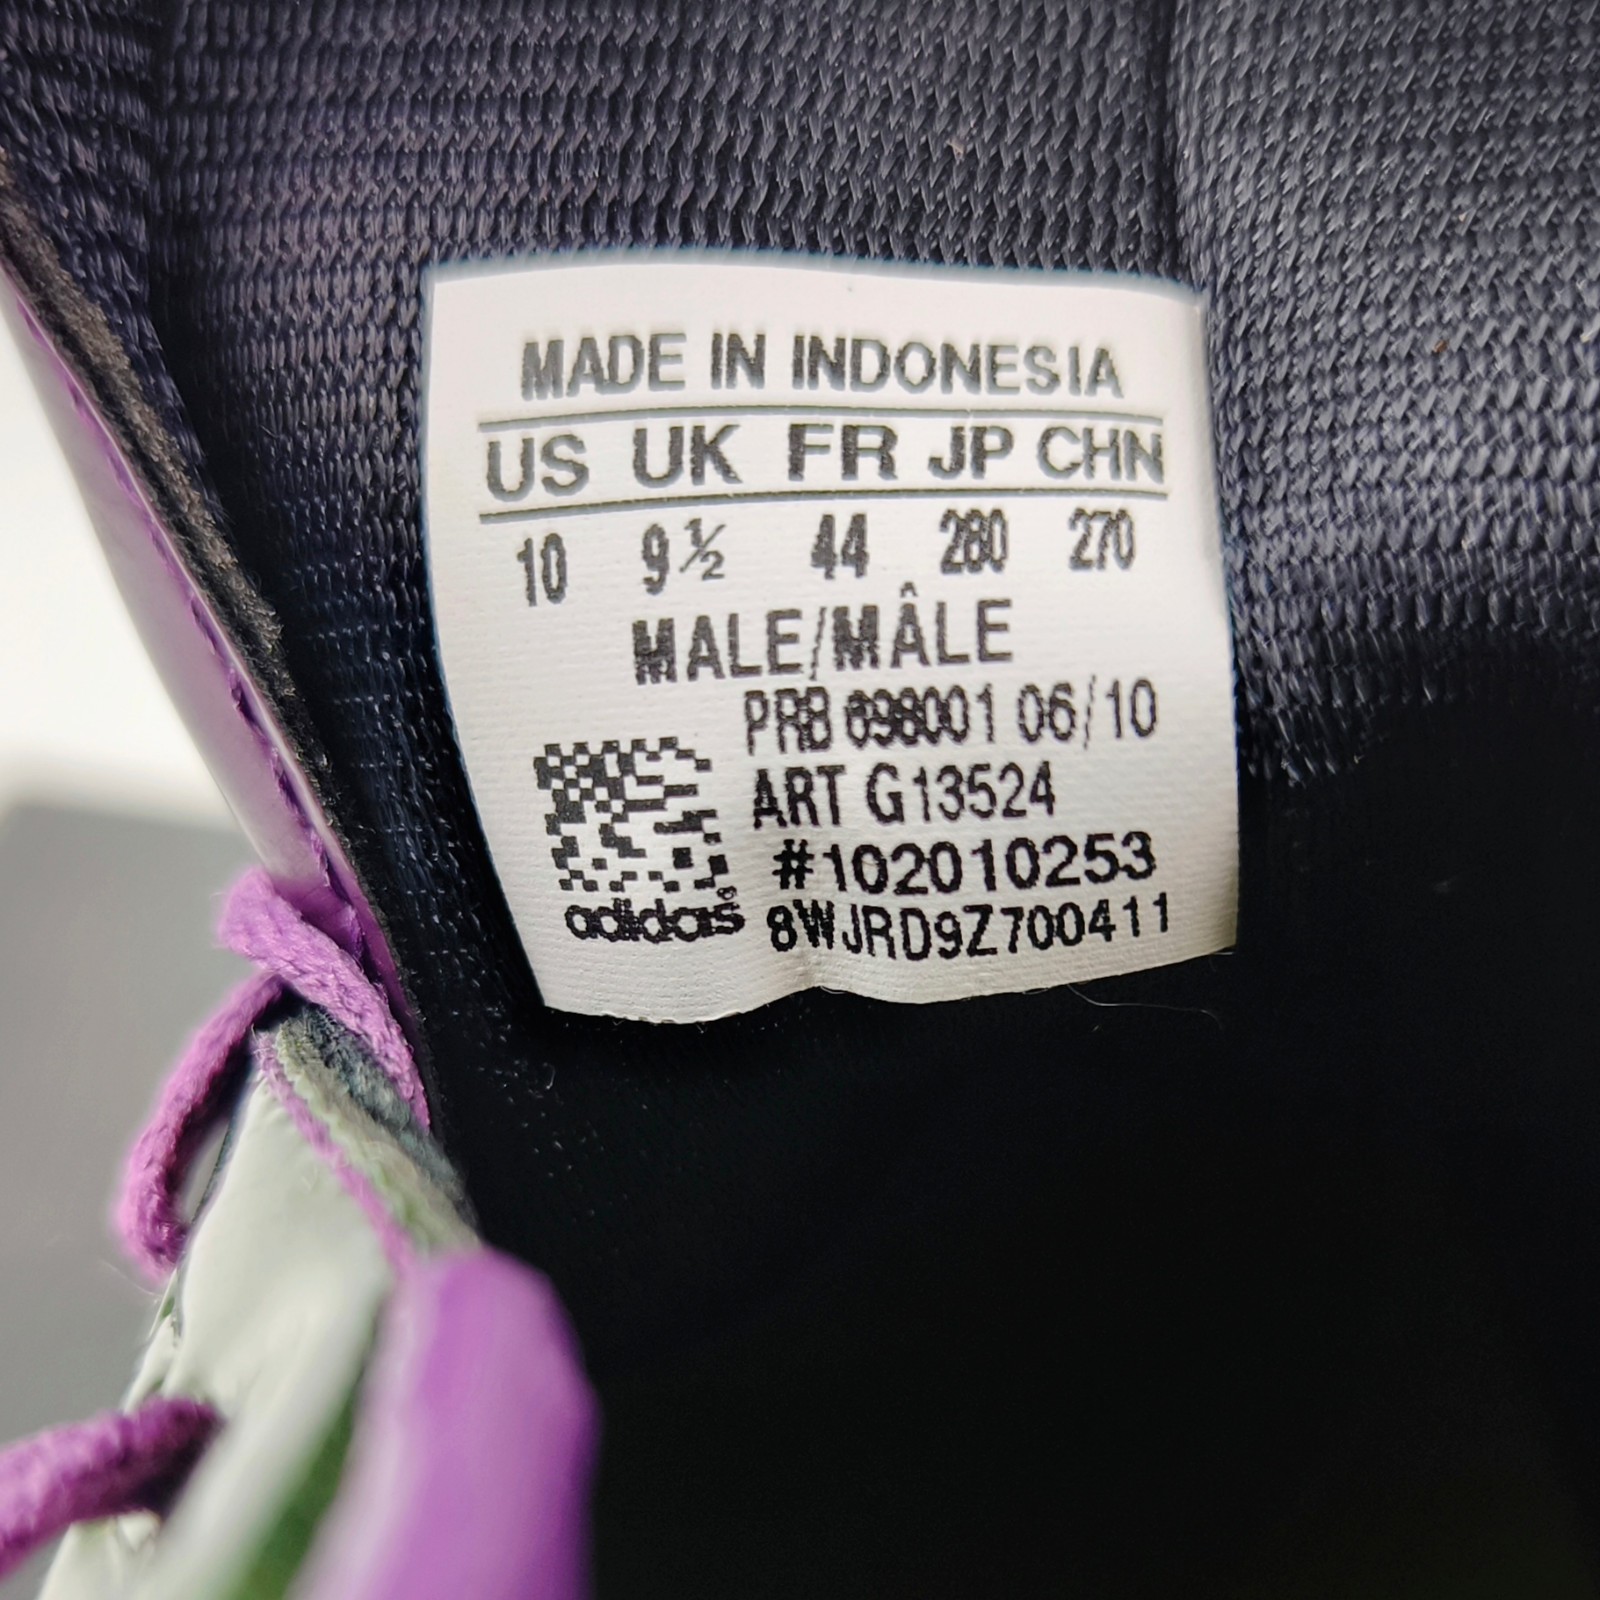 MADE IN INDONESIA
US UK FR JP CHN
10 9½ 44 280 270
MALE/MÂLE
PRB 698001 06/10
ART G13524
#102010253
adidas 8WJRD9Z700411